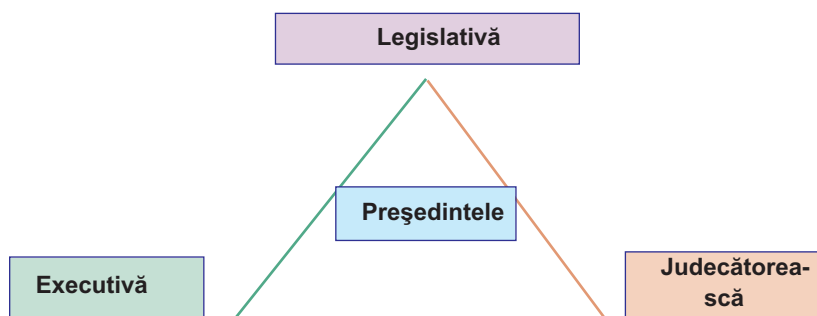 Legislativă
Preşedintele
Executivă
Judecătorea-
scă